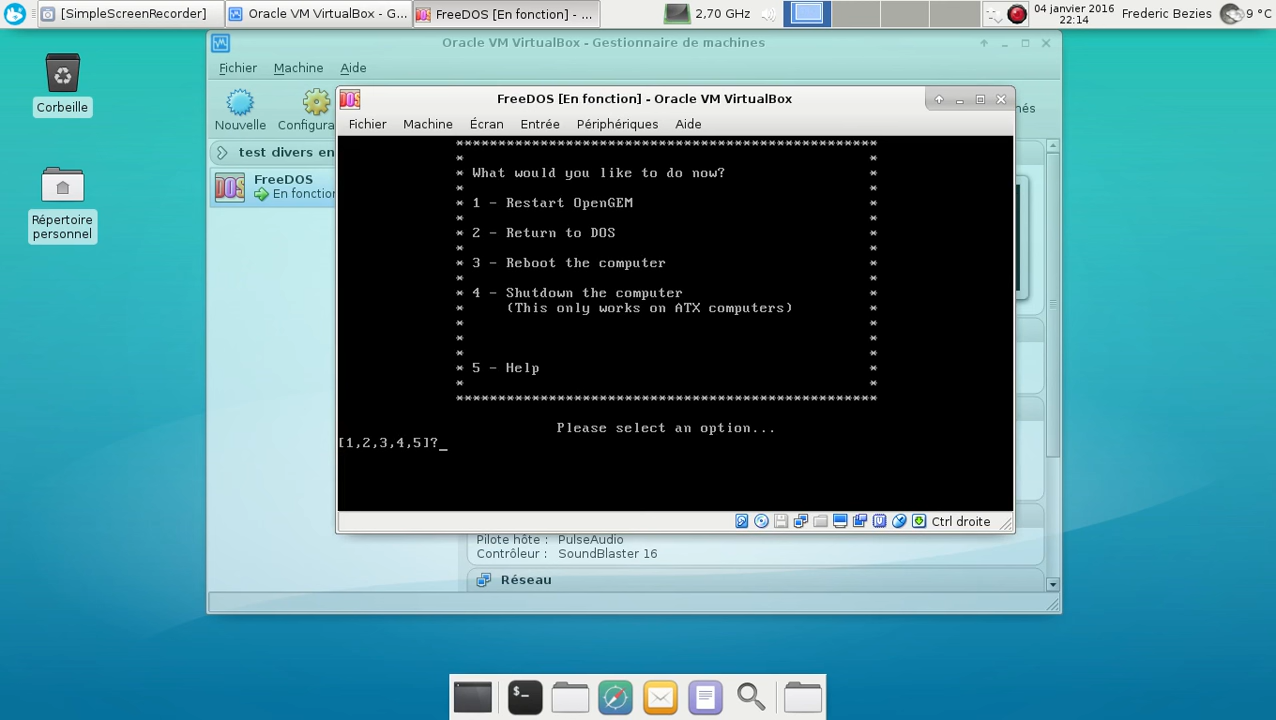 [SimpleScreenRecorder]
Oracle VM VirtualBox - G...
FreeDOS [En fonction] - ...
2,70 GHz
04 janvier 2016
22:14
Frederic Bezies
9 °C
Corbeille
Répertoire
personnel
Oracle VM VirtualBox - Gestionnaire de machines
Fichier Machine Aide
Nouvelle
Configura
test divers en
FreeDOS
En fonction
DOS
FreeDOS [En fonction] - Oracle VM VirtualBox
Fichier Machine Écran Entrée Périphériques Aide
**************************************************
* *
* What would you like to do now? *
* *
* 1 - Restart OpenGEM *
* *
* 2 - Return to DOS *
* *
* 3 - Reboot the computer *
* *
* 4 - Shutdown the computer *
* (This only works on ATX computers) *
* *
* *
* *
* 5 - Help *
* *
**************************************************
Please select an option...
[1,2,3,4,5]?_
Ctrl droite
Pilote hôte : PulseAudio
Contrôleur : SoundBlaster 16
Réseau